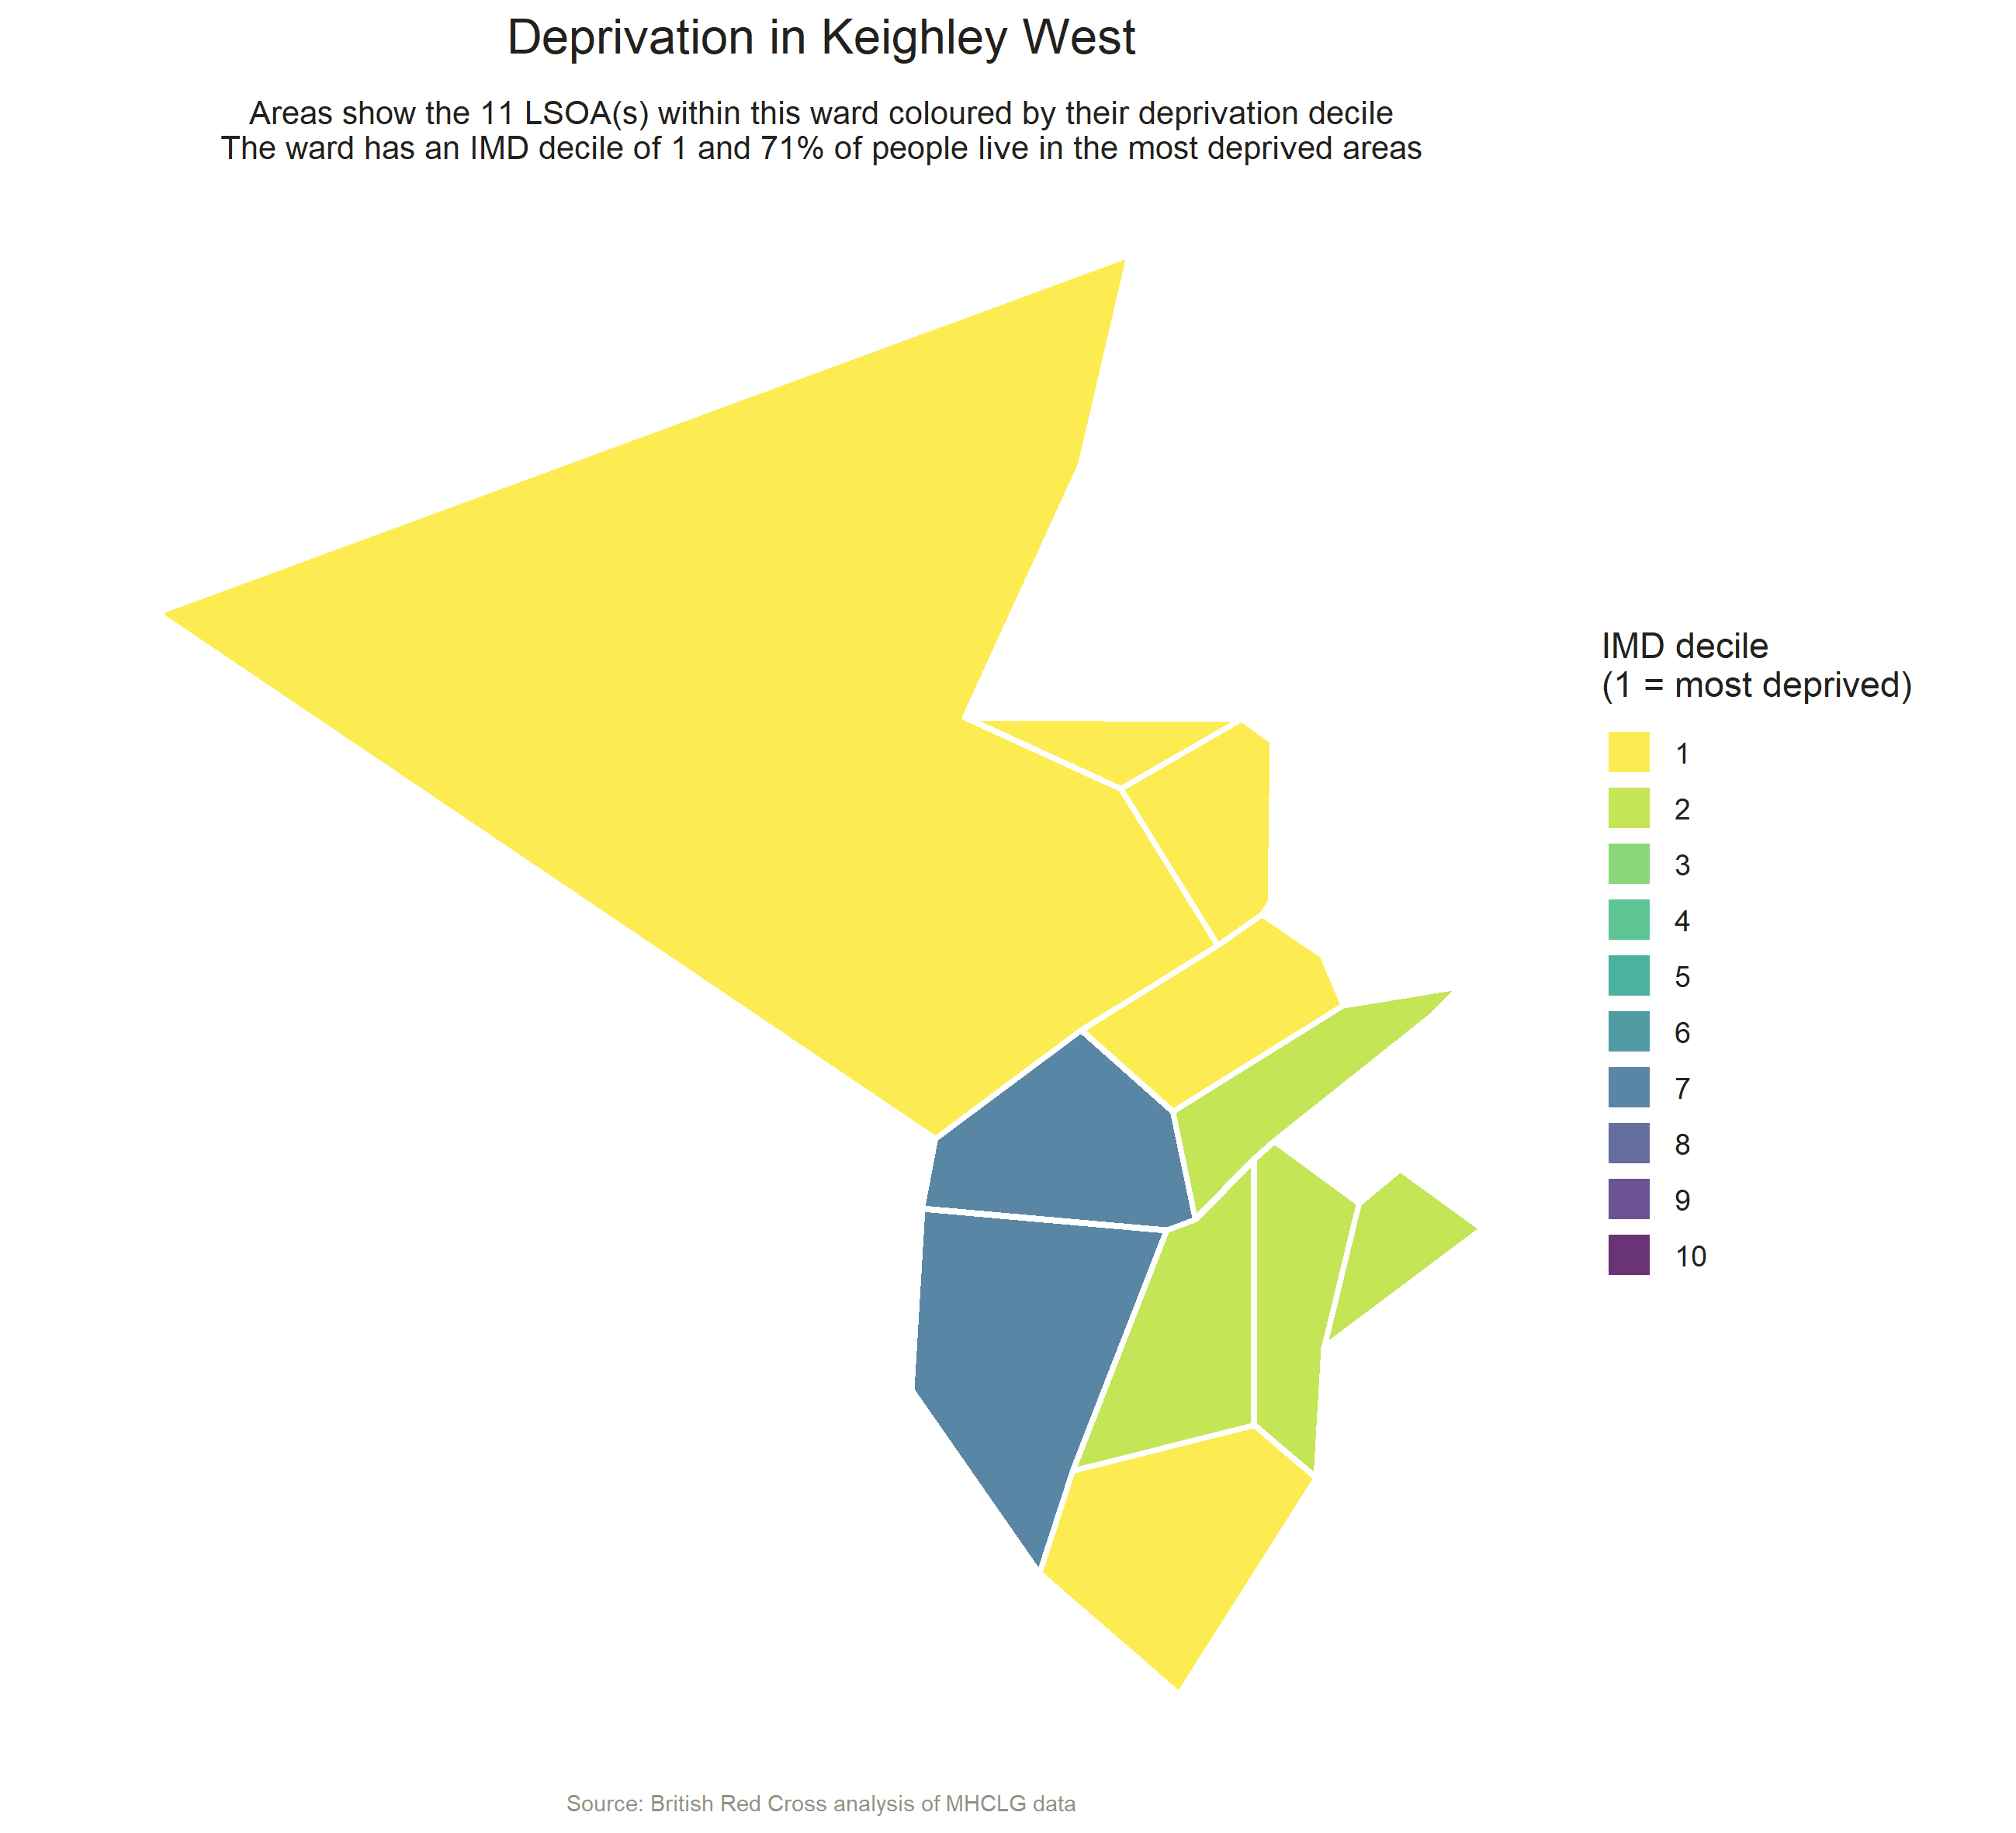 Deprivation in Keighley West
Areas show the 11 LSOA(s) within this ward coloured by their deprivation decile
The ward has an IMD decile of 1 and 71% of people live in the most deprived areas
IMD decile
(1 = most deprived)
1
2
3
4
5
6
7
8
9
10
Source: British Red Cross analysis of MHCLG data